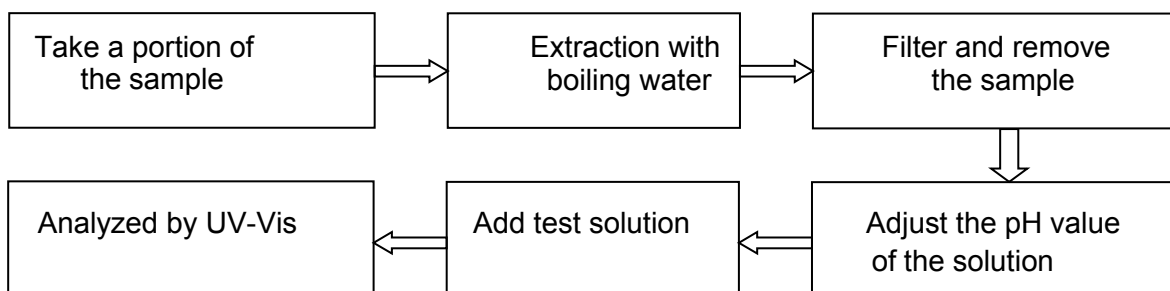 Take a portion of
the sample
Extraction with
boiling water
Filter and remove
the sample
Adjust the pH value
of the solution
Add test solution
Analyzed by UV-Vis